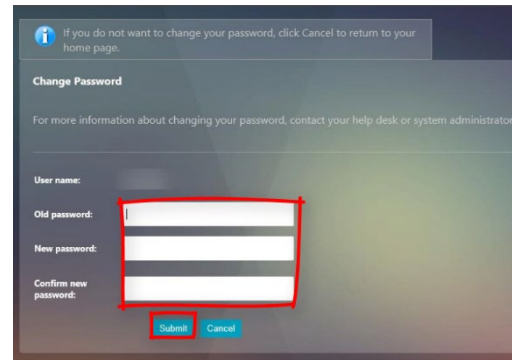 If you do not want to change your password, click Cancel to return to your
home page.
Change Password
For more information about changing your password, contact your help desk or system administrator
User name:
Old password:
New password:
Confirm new
password:
Submit
Cancel